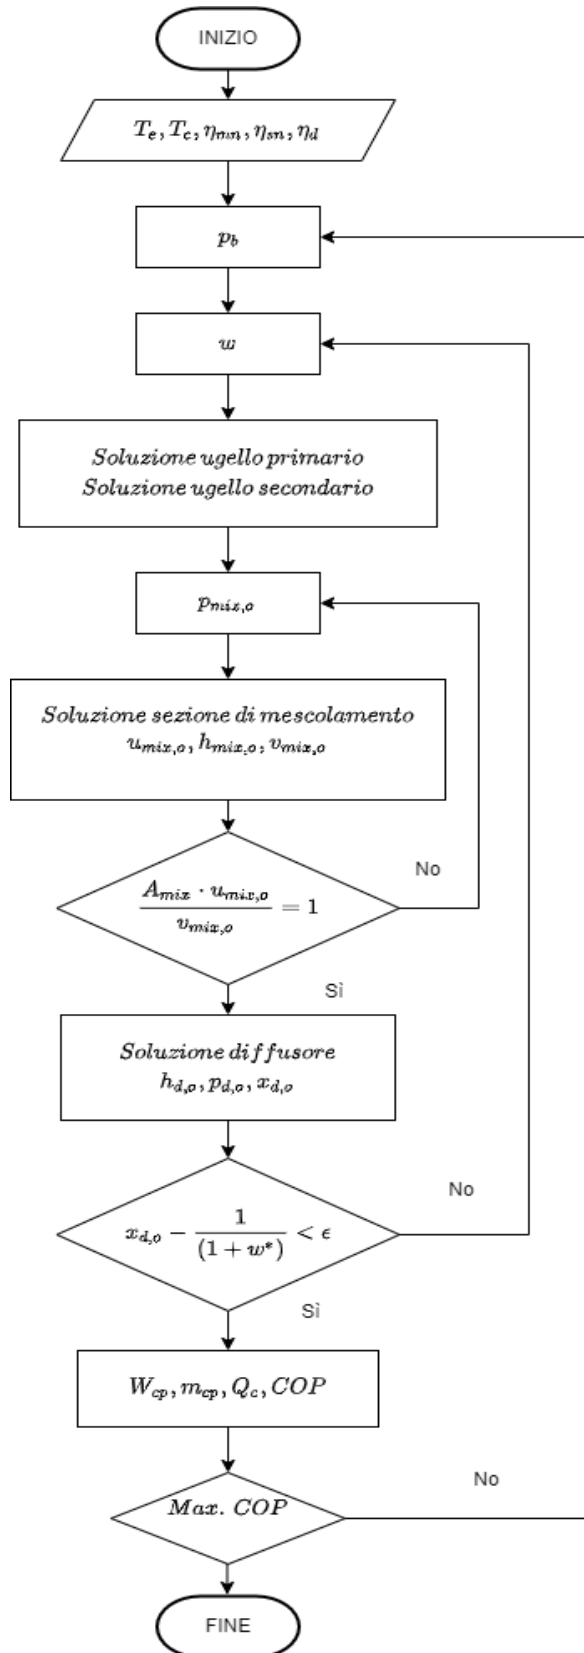 INIZIO
T_e, T_c, η_mn, η_sn, η_d
p_b
w
Soluzione ugello primario
Soluzione ugello secondario
p_mix,o
Soluzione sezione di mescolamento
u_mix,o, h_mix,o, v_mix,o
No
A_mix · u_mix,o / v_mix,o = 1
Sì
Soluzione diffusore
h_d,o, p_d,o, x_d,o
No
x_d,o − 1 / (1 + w*) < ϵ
Sì
W_cp, m_cp, Q_c, COP
No
Max. COP
FINE